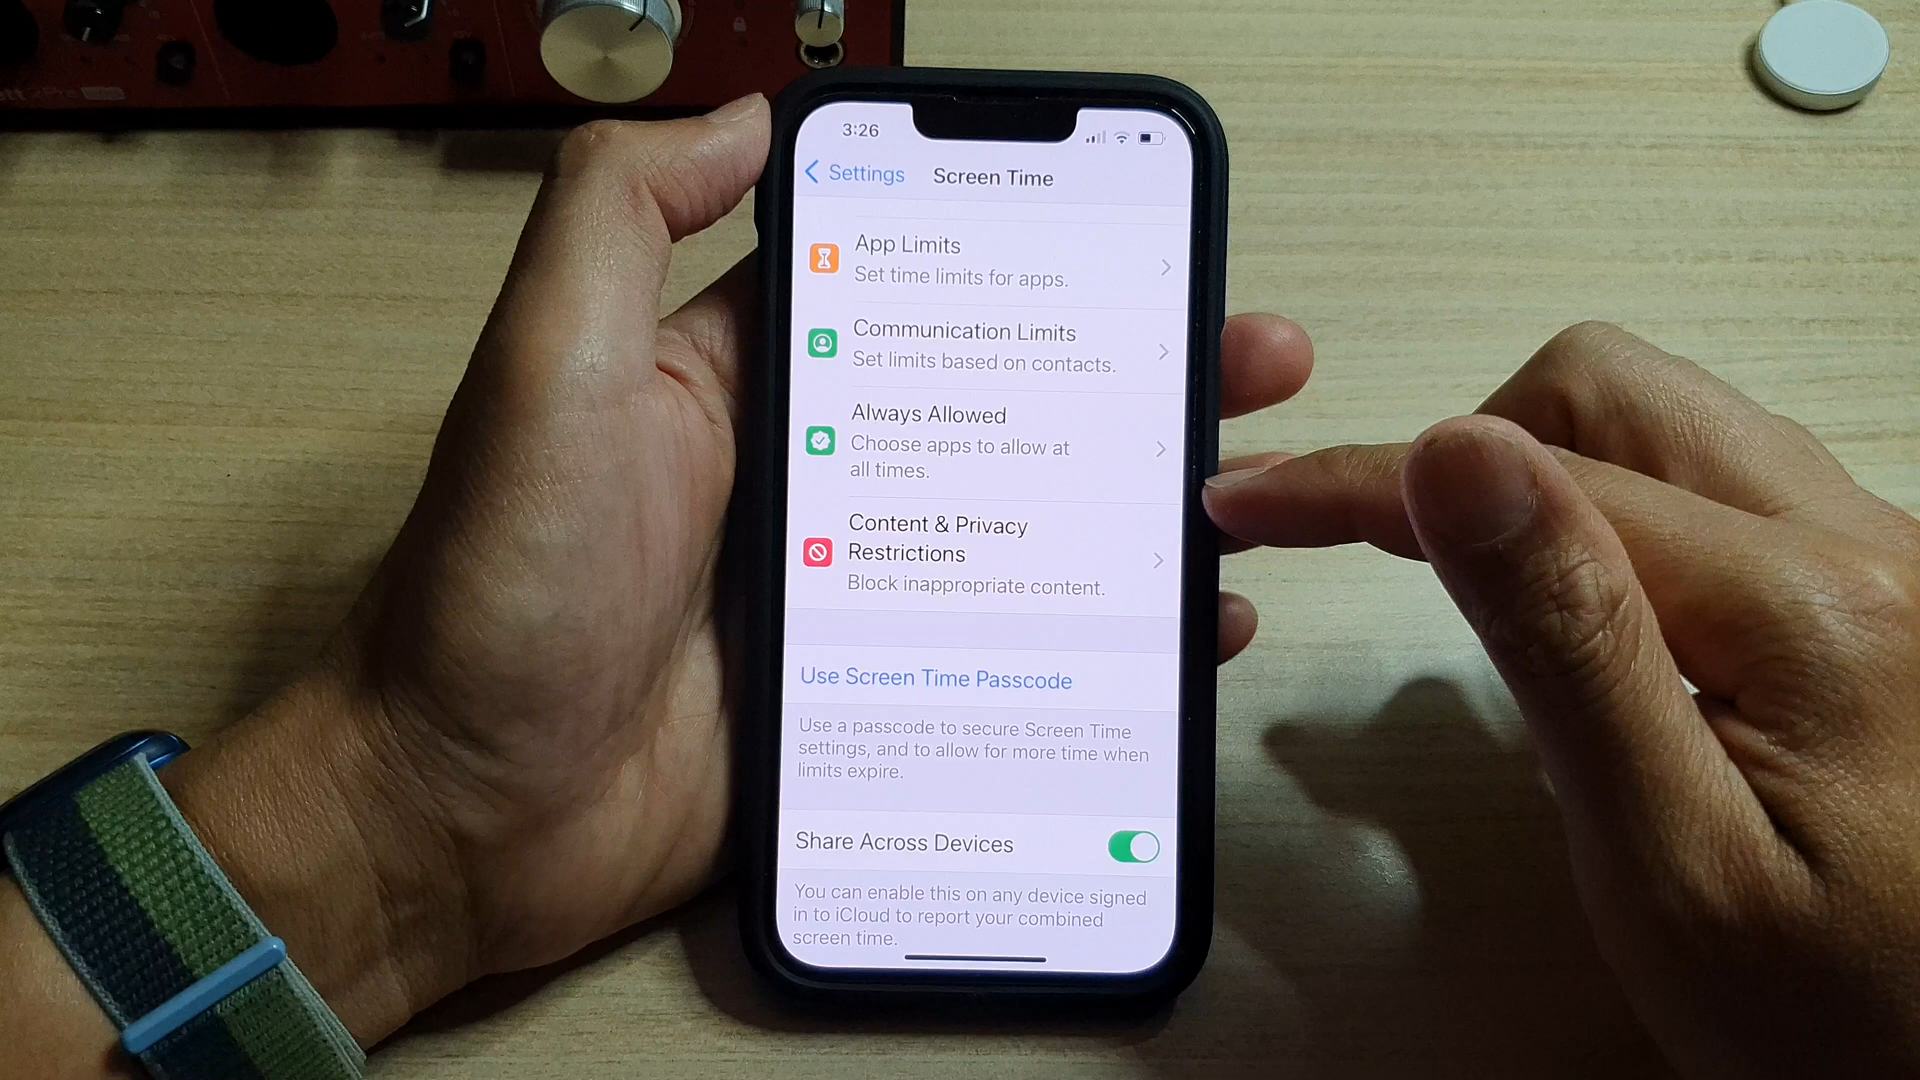 3:26
Settings
Screen Time
App Limits
Set time limits for apps.
Communication Limits
Set limits based on contacts.
Always Allowed
Choose apps to allow at
all times.
Content & Privacy
Restrictions
Block inappropriate content.
Use Screen Time Passcode
Use a passcode to secure Screen Time
settings, and to allow for more time when
limits expire.
Share Across Devices
You can enable this on any device signed
in to iCloud to report your combined
screen time.